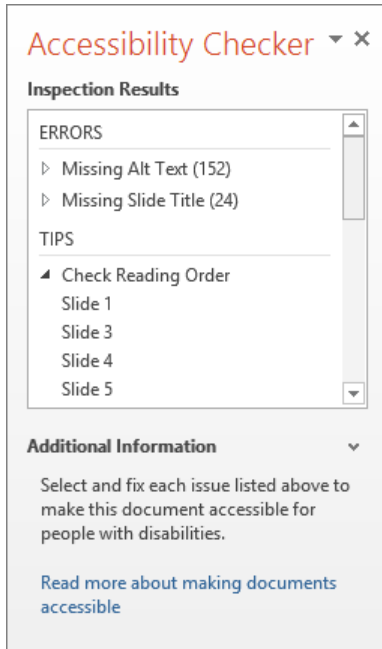 Accessibility Checker
Inspection Results
ERRORS
Missing Alt Text (152)
Missing Slide Title (24)
TIPS
Check Reading Order
Slide 1
Slide 3
Slide 4
Slide 5
Additional Information
Select and fix each issue listed above to
make this document accessible for
people with disabilities.
Read more about making documents
accessible